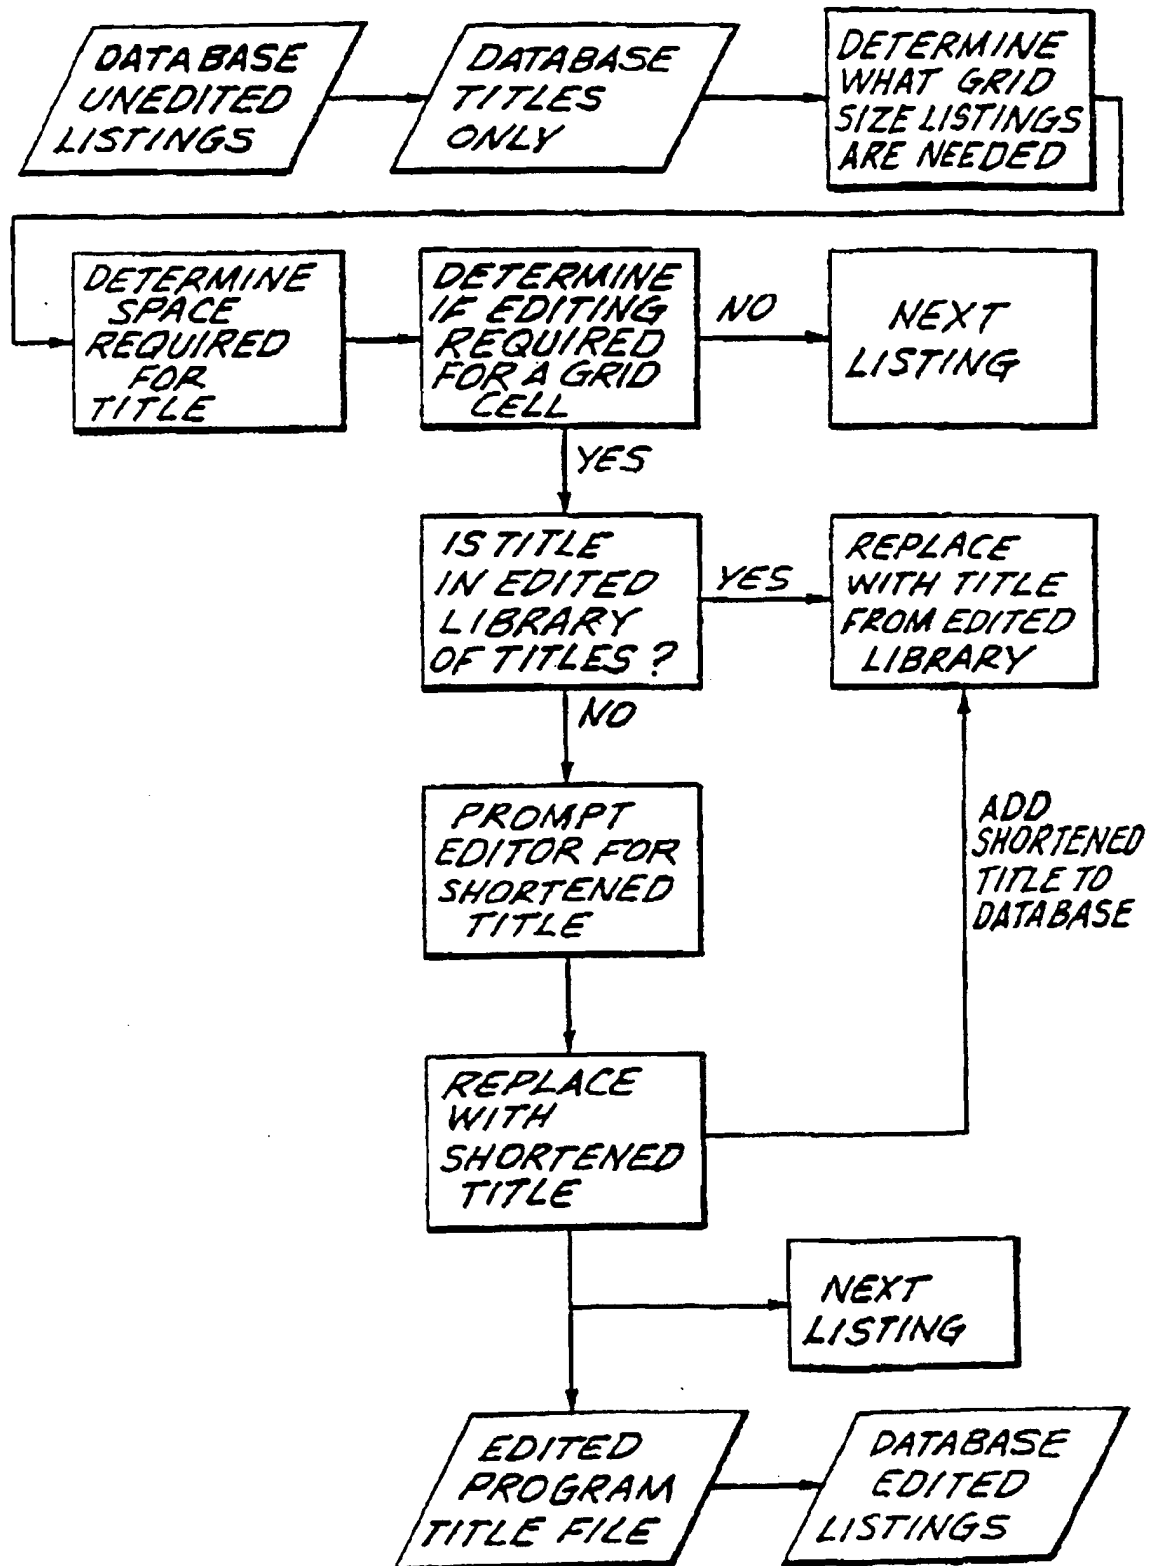 DATABASE
UNEDITED
LISTINGS
DATABASE
TITLES
ONLY
DETERMINE
WHAT GRID
SIZE LISTINGS
ARE NEEDED
DETERMINE
SPACE
REQUIRED
FOR
TITLE
DETERMINE
IF EDITING
REQUIRED
FOR A GRID
CELL
NO
NEXT
LISTING
YES
IS TITLE
IN EDITED
LIBRARY
OF TITLES?
YES
REPLACE
WITH TITLE
FROM EDITED
LIBRARY
NO
PROMPT
EDITOR FOR
SHORTENED
TITLE
ADD
SHORTENED
TITLE TO
DATABASE
REPLACE
WITH
SHORTENED
TITLE
NEXT
LISTING
EDITED
PROGRAM
TITLE FILE
DATABASE
EDITED
LISTINGS